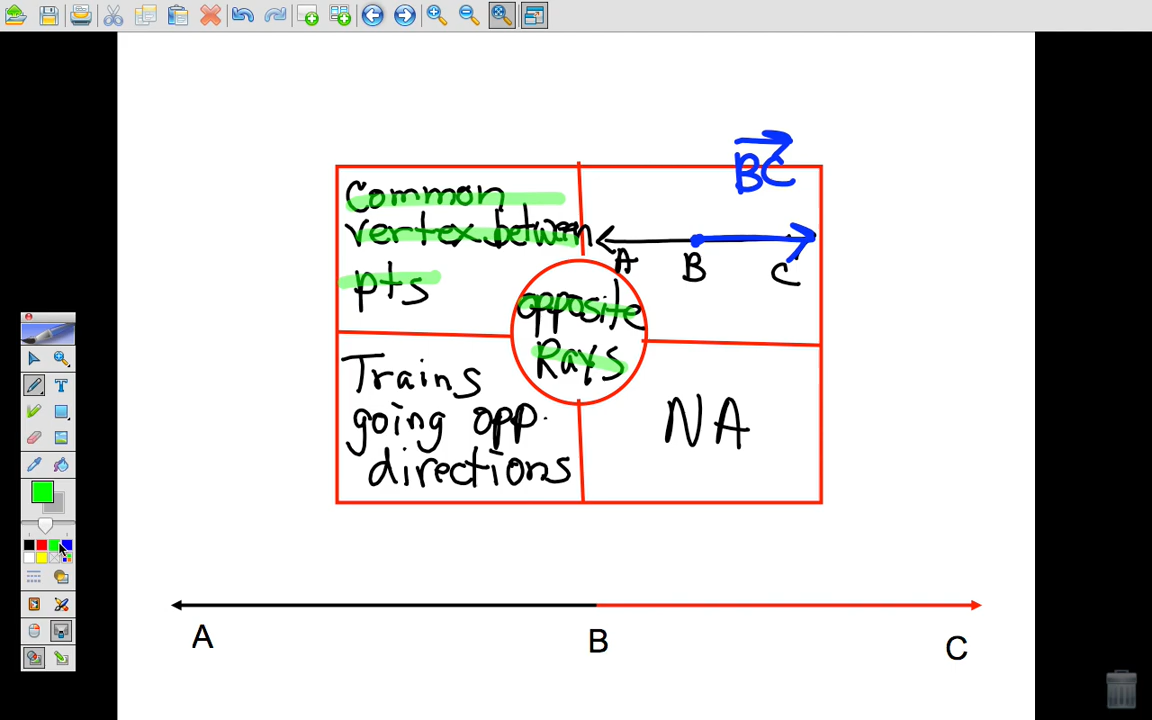 BC
Common
vertex between
pts
A
B
C
opposite
Rays
Trains
going opp.
directions
NA
A
B
C